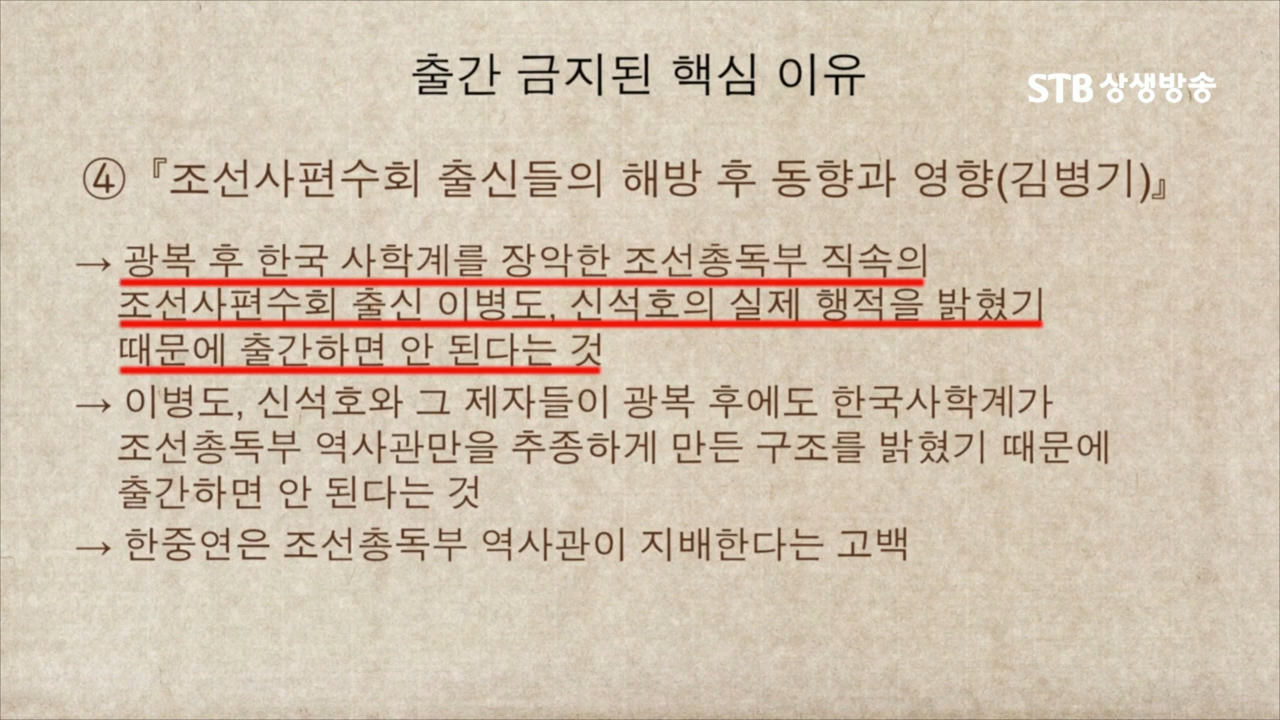 출간 금지된 핵심 이유
STB 상생방송
④『조선사편수회 출신들의 해방 후 동향과 영향(김병기)』
→ 광복 후 한국 사학계를 장악한 조선총독부 직속의
조선사편수회 출신 이병도, 신석호의 실제 행적을 밝혔기
때문에 출간하면 안 된다는 것
→ 이병도, 신석호와 그 제자들이 광복 후에도 한국사학계가
조선총독부 역사관만을 추종하게 만든 구조를 밝혔기 때문에
출간하면 안 된다는 것
→ 한중연은 조선총독부 역사관이 지배한다는 고백